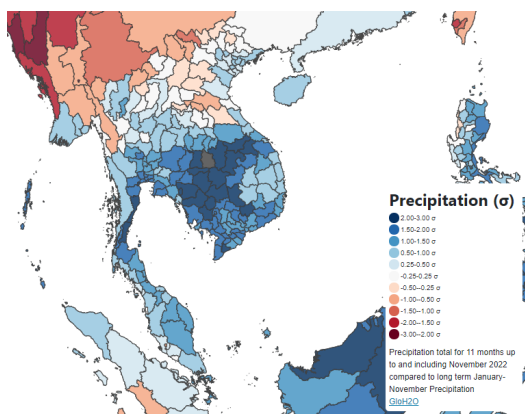 Precipitation (σ)
2.00-3.00 σ
1.50-2.00 σ
1.00-1.50 σ
0.50-1.00 σ
0.25-0.50 σ
-0.25-0.25 σ
-0.50--0.25 σ
-1.00--0.50 σ
-1.50--1.00 σ
-2.00--1.50 σ
-3.00--2.00 σ
Precipitation total for 11 months up
to and including November 2022
compared to long term January-
November Precipitation
GloH2O